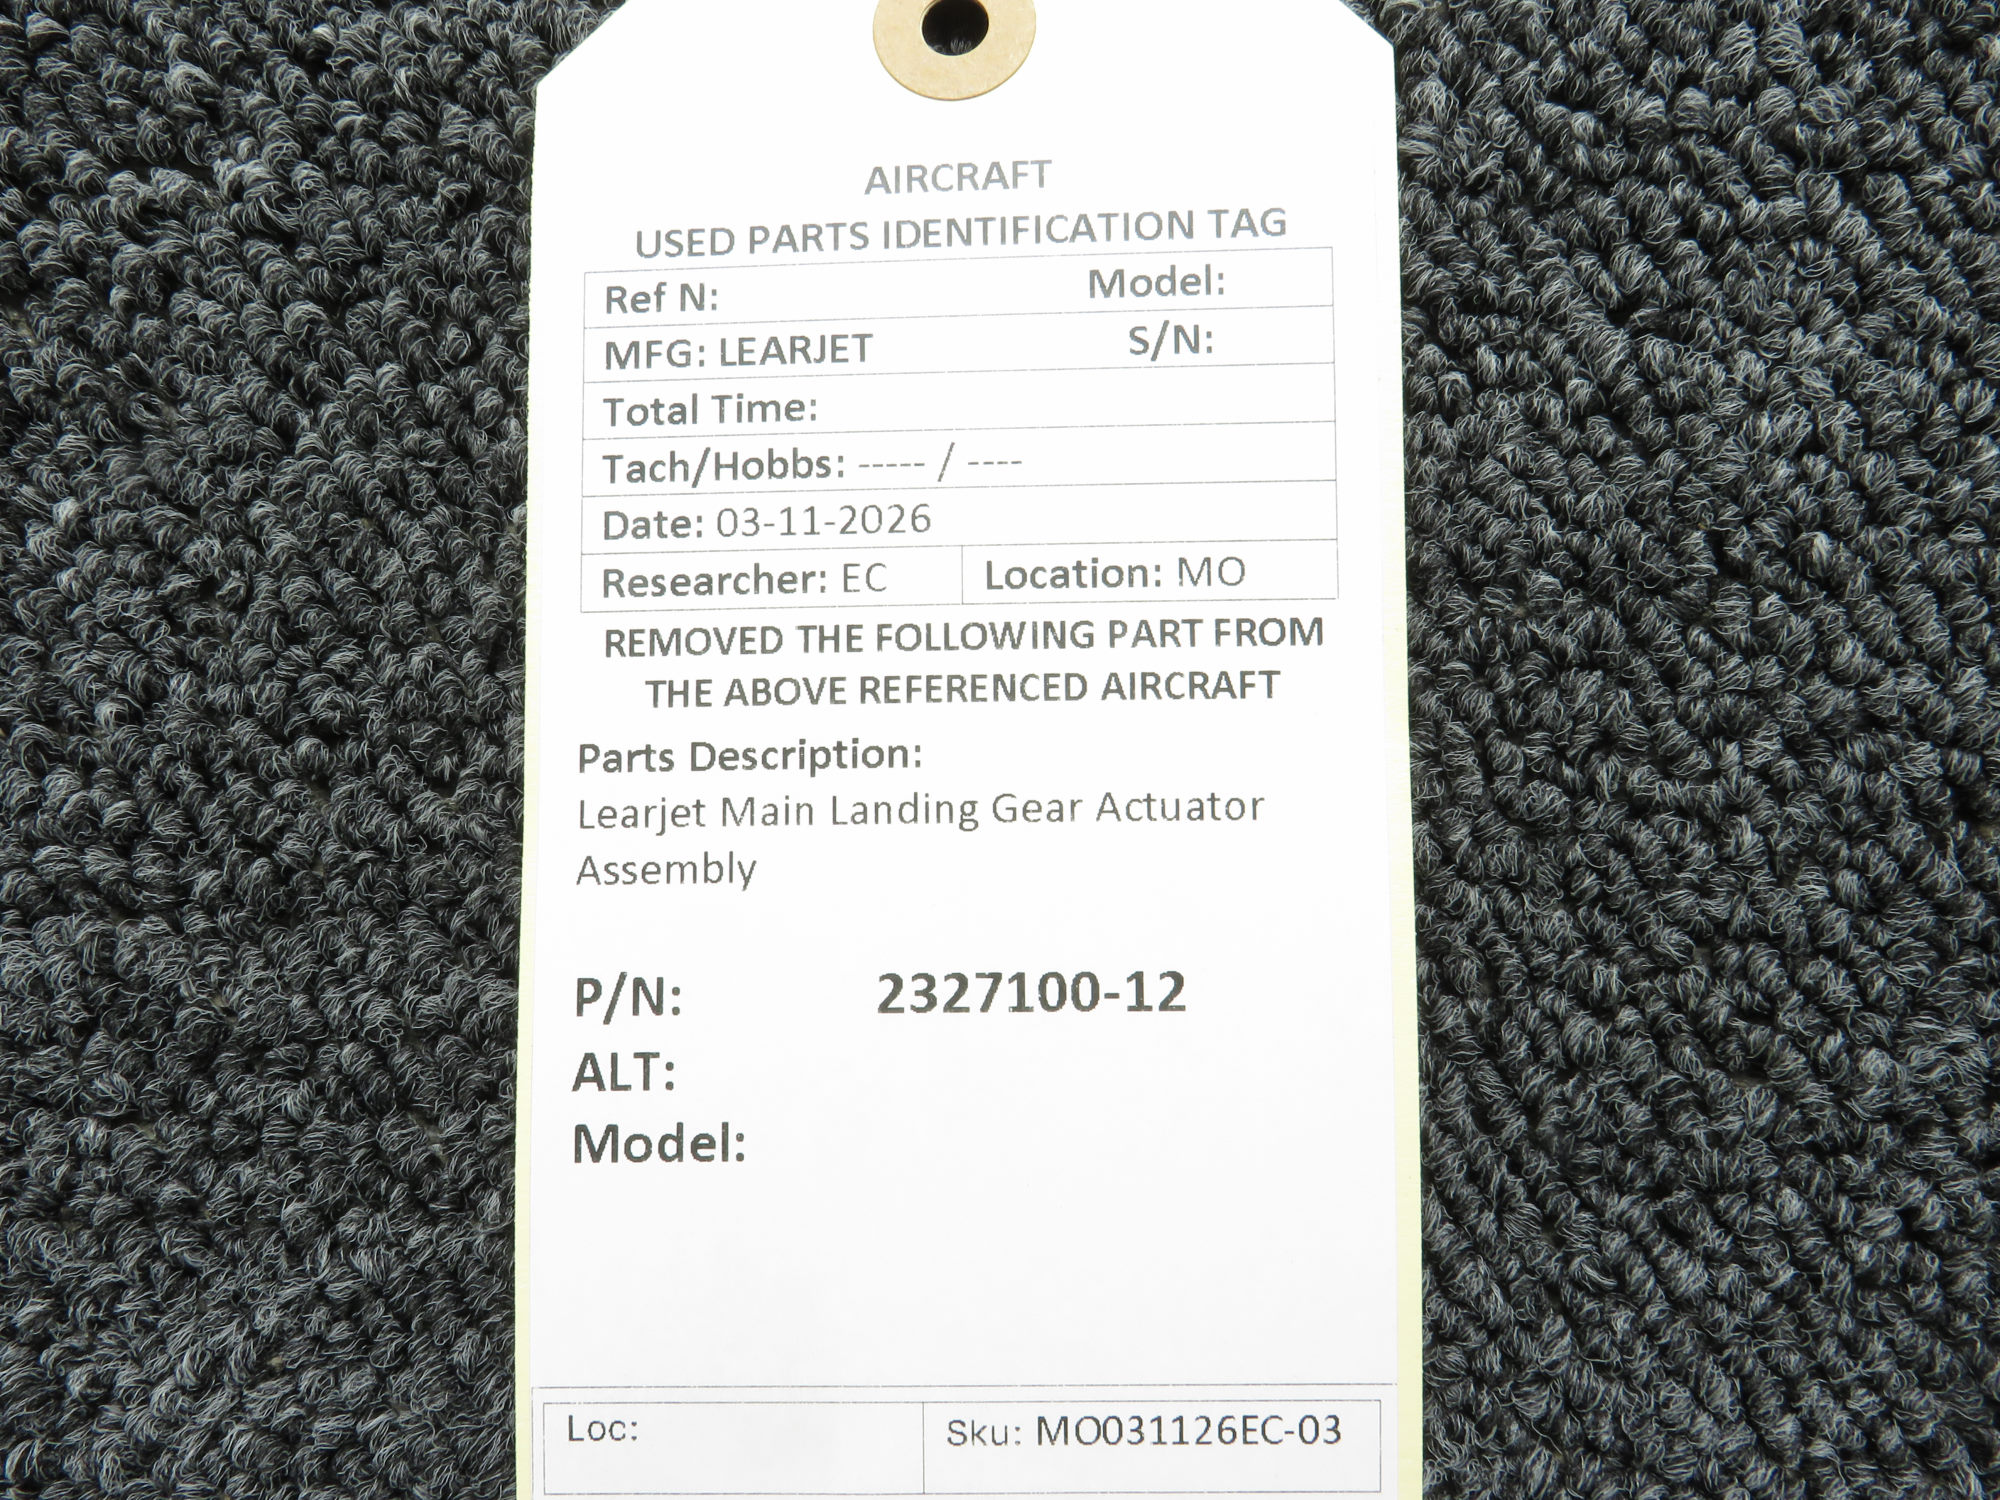 AIRCRAFT
USED PARTS IDENTIFICATION TAG
Ref N: Model:
MFG: LEARJET S/N:
Total Time:
Tach/Hobbs: ----- / ----
Date: 03-11-2026
Researcher: EC Location: MO
REMOVED THE FOLLOWING PART FROM
THE ABOVE REFERENCED AIRCRAFT
Parts Description:
Learjet Main Landing Gear Actuator
Assembly
P/N: 2327100-12
ALT:
Model:
Loc: Sku: MO031126EC-03